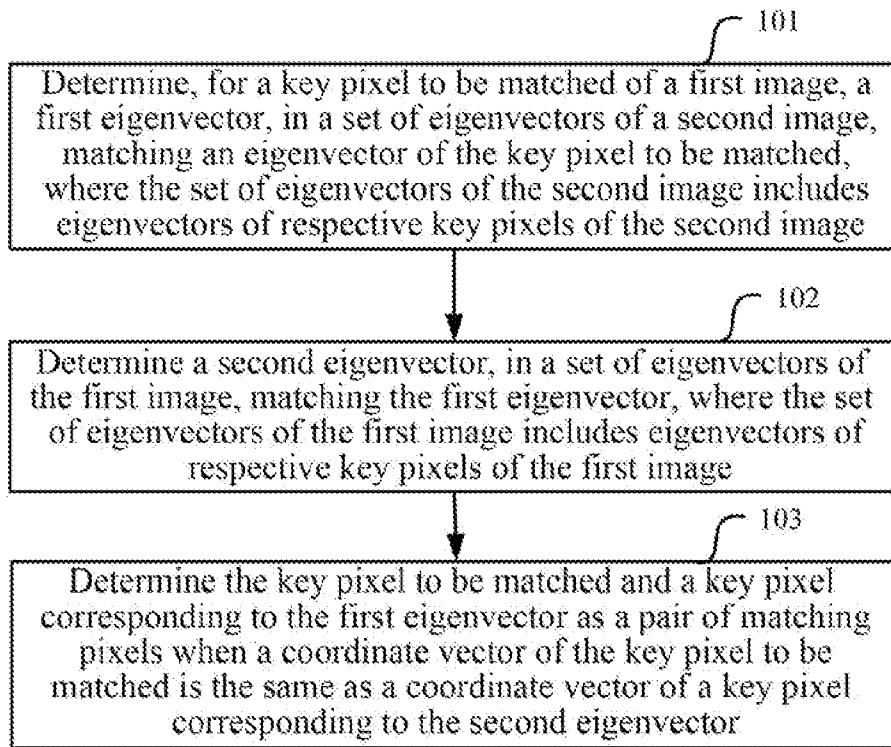 101
Determine, for a key pixel to be matched of a first image, a
first eigenvector, in a set of eigenvectors of a second image,
matching an eigenvector of the key pixel to be matched,
where the set of eigenvectors of the second image includes
eigenvectors of respective key pixels of the second image
102
Determine a second eigenvector, in a set of eigenvectors of
the first image, matching the first eigenvector, where the set
of eigenvectors of the first image includes eigenvectors of
respective key pixels of the first image
103
Determine the key pixel to be matched and a key pixel
corresponding to the first eigenvector as a pair of matching
pixels when a coordinate vector of the key pixel to be
matched is the same as a coordinate vector of a key pixel
corresponding to the second eigenvector